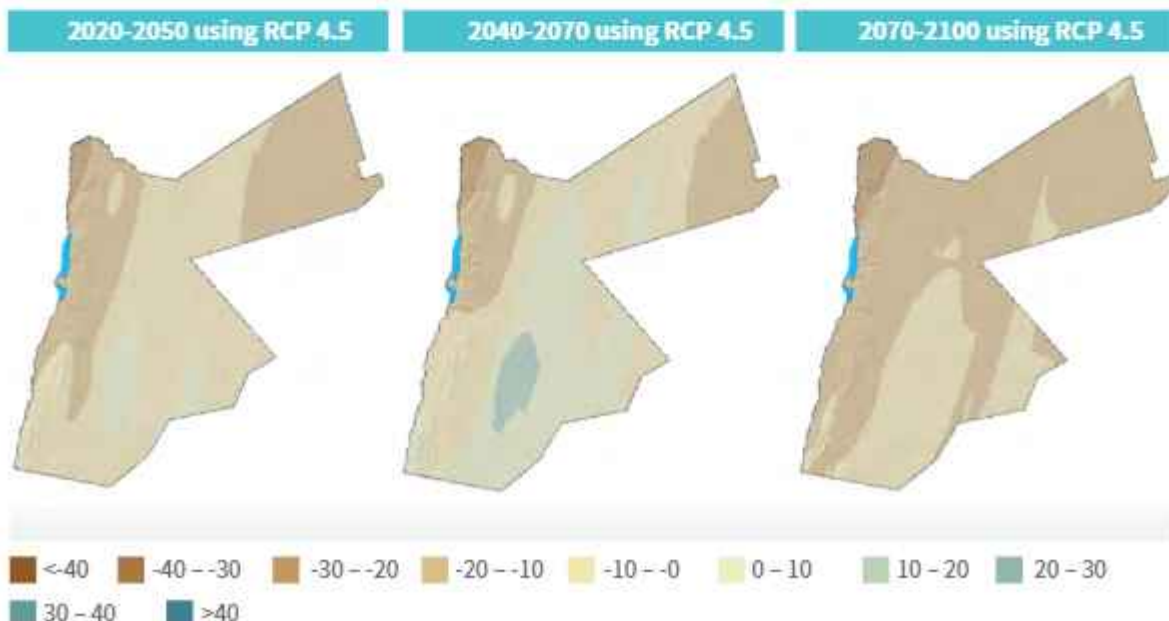 2020-2050 using RCP 4.5
2040-2070 using RCP 4.5
2070-2100 using RCP 4.5
<-40
-40 – -30
-30 – -20
-20 – -10
-10 – -0
0 – 10
10 – 20
20 – 30
30 – 40
>40